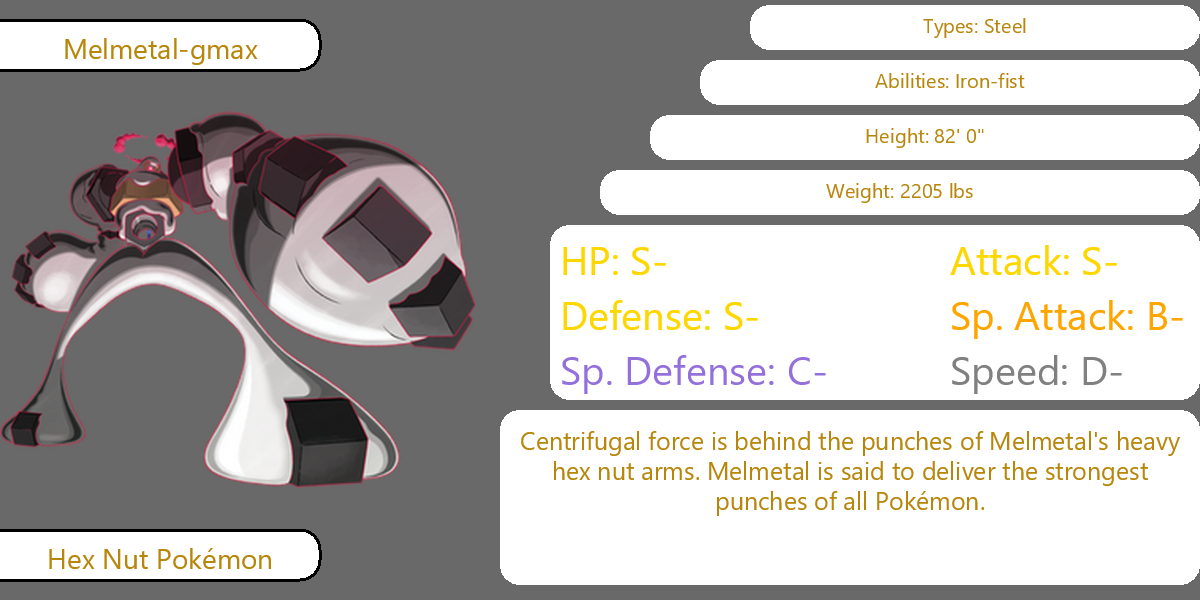 Melmetal-gmax
Types: Steel
Abilities: Iron-fist
Height: 82' 0"
Weight: 2205 lbs
HP: S-
Attack: S-
Defense: S-
Sp. Attack: B-
Sp. Defense: C-
Speed: D-
Centrifugal force is behind the punches of Melmetal's heavy
hex nut arms. Melmetal is said to deliver the strongest
punches of all Pokémon.
Hex Nut Pokémon